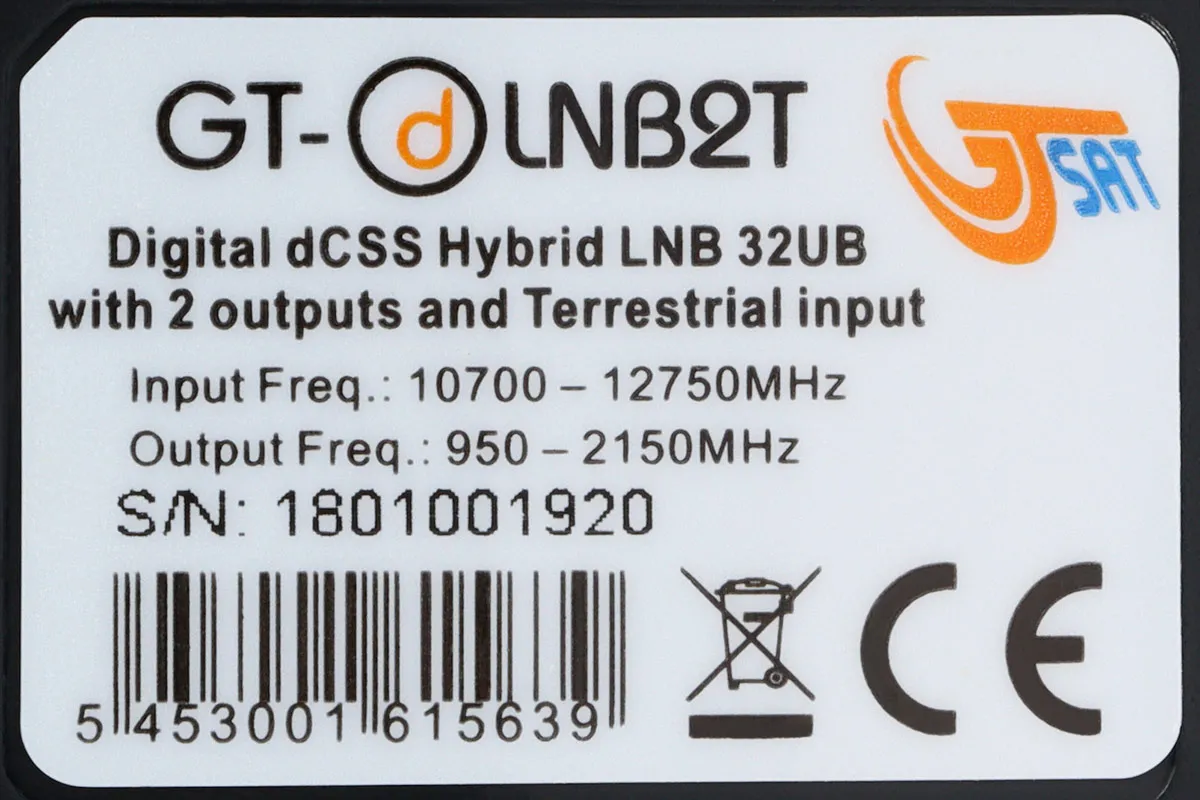 GT-dLNB2T
GT
SAT
Digital dCSS Hybrid LNB 32UB
with 2 outputs and Terrestrial input
Input Freq.: 10700 – 12750MHz
Output Freq.: 950 – 2150MHz
S/N: 1801001920
5 453001 615639
CE